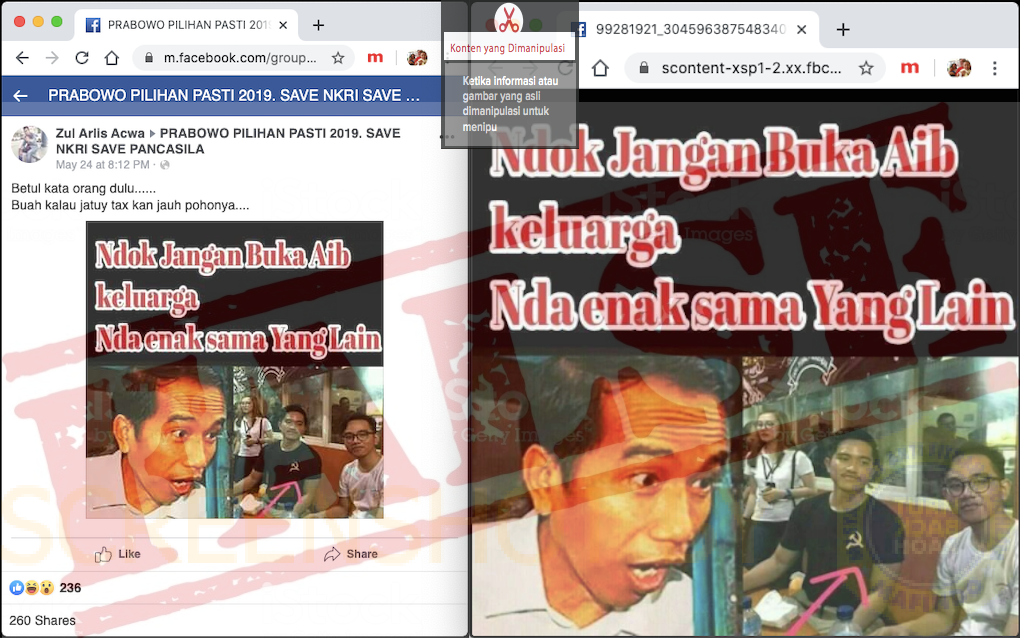 PRABOWO PILIHAN PASTI 201
m.facebook.com/group...
m
PRABOWO PILIHAN PASTI 2019. SAVE NKRI SAVE ...
Zul Arlis Acwa ▸ PRABOWO PILIHAN PASTI 2019. SAVE
NKRI SAVE PANCASILA
May 24 at 8:12 PM ·
Betul kata orang dulu......
Buah kalau jatuy tax kan jauh pohonya....
Ndok Jangan Buka Aib
keluarga
Nda enak sama Yang Lain
Like
Share
236
260 Shares
Konten yang Dimanipulasi
Ketika informasi atau
gambar yang asli
dimanipulasi untuk
menipu
99281921_304596387548340
scontent-xsp1-2.xx.fbc...
m
Ndok Jangan Buka Aib
keluarga
Nda enak sama Yang Lain
FALSE
SCREENSHOT